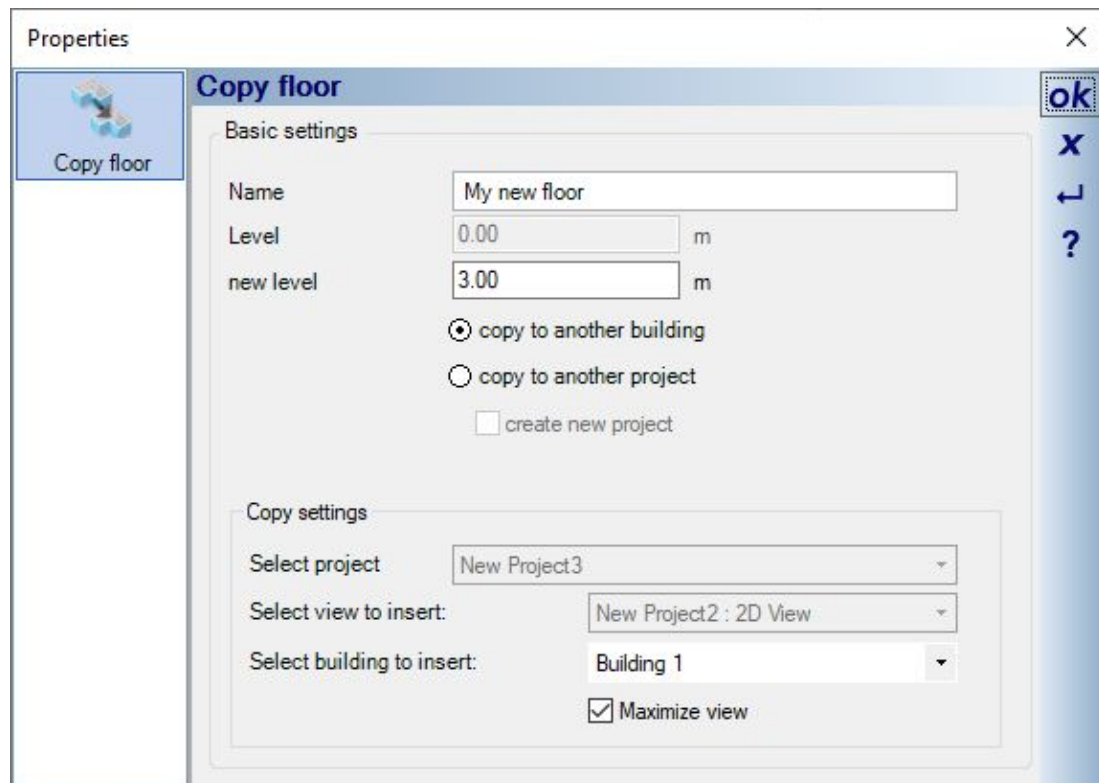 Properties
Copy floor
Copy floor
ok
x
?
Basic settings
Name My new floor
Level 0.00 m
new level 3.00 m
copy to another building
copy to another project
create new project
Copy settings
Select project New Project3
Select view to insert: New Project2 : 2D View
Select building to insert: Building 1
Maximize view